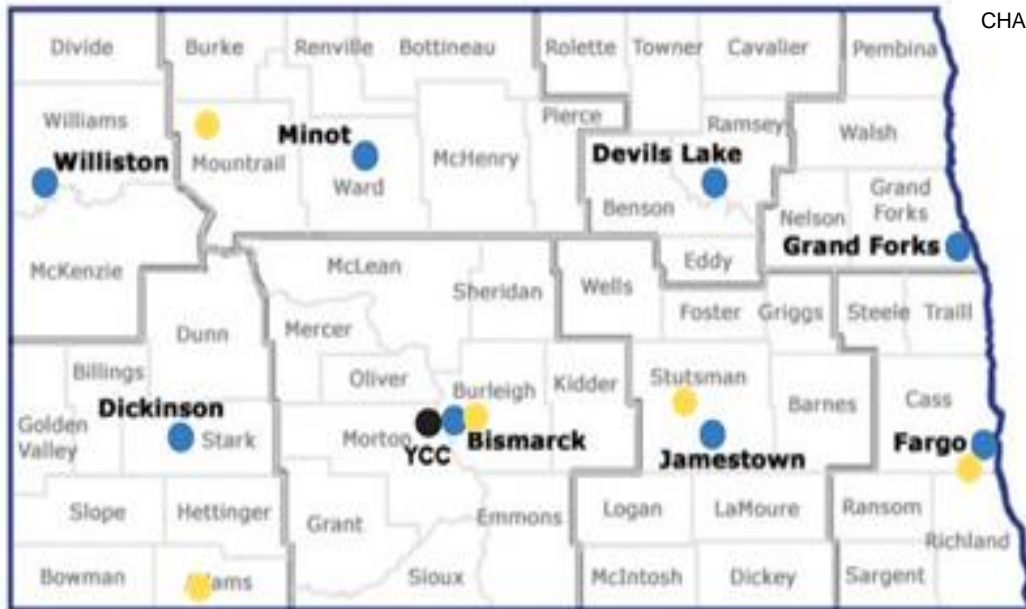 CHA
Divide
Burke
Renville
Bottineau
Rolette
Towner
Cavalier
Pembina
Williams
Pierce
Ramsey
Walsh
Minot
Williston
Mountrail
McHenry
Devils Lake
Ward
Benson
Nelson
Grand
Forks
Grand Forks
McKenzie
McLean
Eddy
Sheridan
Wells
Dunn
Mercer
Foster
Griggs
Steele
Traill
Billings
Oliver
Burleigh
Kidder
Stutsman
Barnes
Cass
Dickinson
Golden
Valley
Stark
Morton
YCC
Bismarck
Jamestown
Fargo
Slope
Hettinger
Grant
Emmons
Logan
LaMoure
Ransom
Richland
Bowman
Sioux
McIntosh
Dickey
Sargent